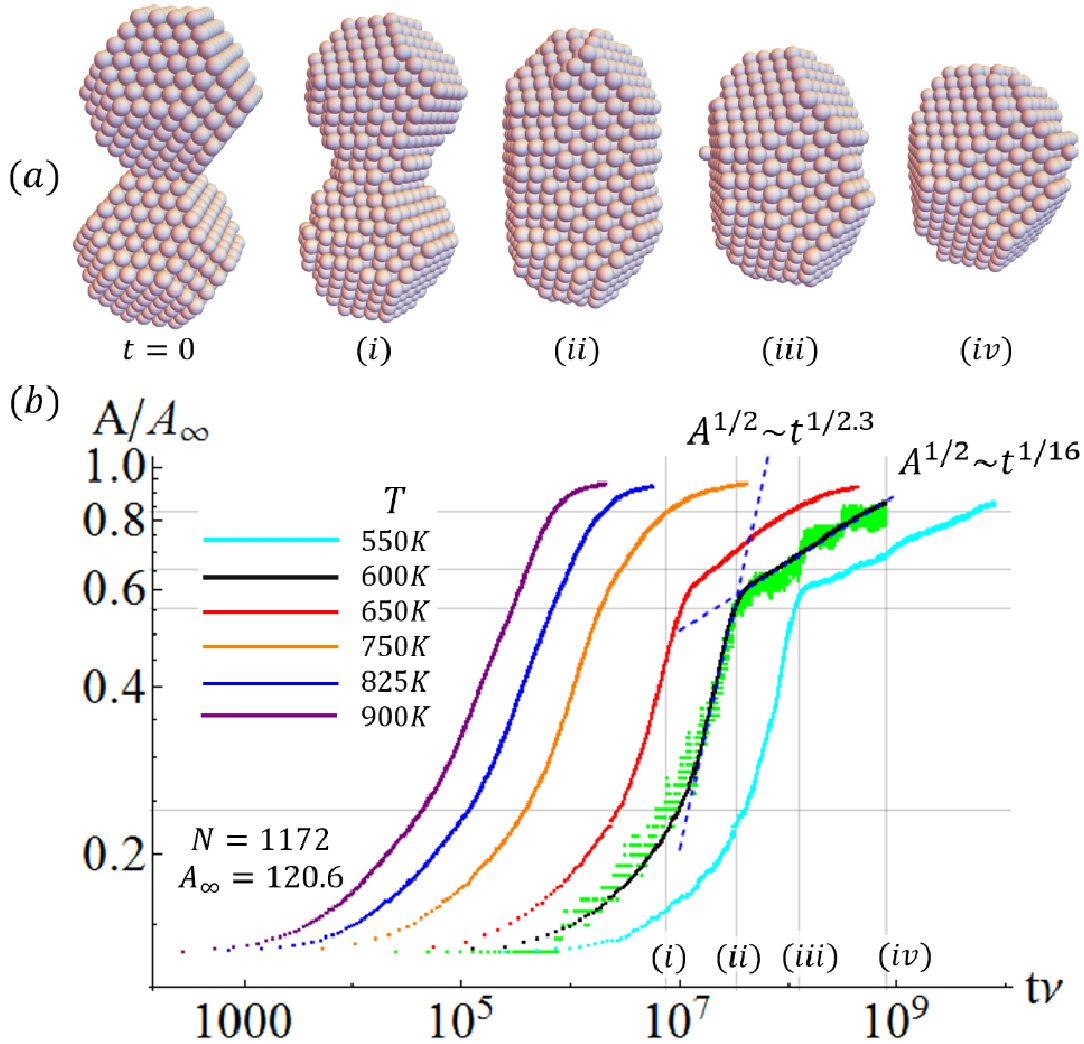 (a)
t = 0
(i)
(ii)
(iii)
(iv)
(b)
A/A∞
A^{1/2}~t^{1/2.3}
A^{1/2}~t^{1/16}
1.0
0.8
0.6
0.4
0.2
T
550K
600K
650K
750K
825K
900K
N = 1172
A∞ = 120.6
(i)
(ii)
(iii)
(iv)
1000
10^5
10^7
10^9
tν